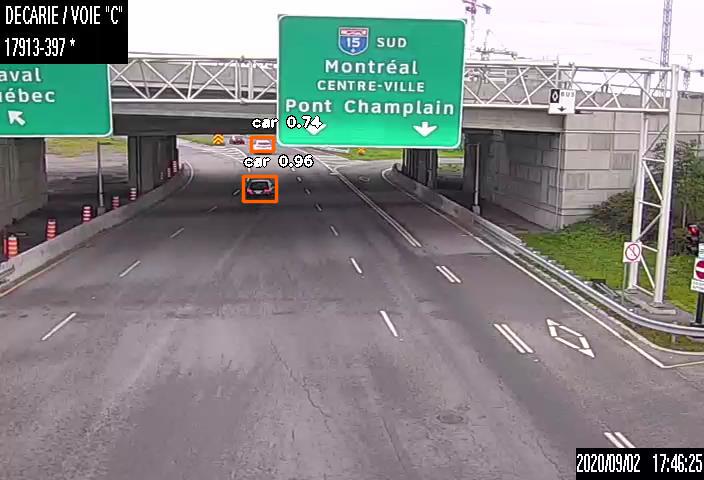 DECARIE / VOIE "C"
17913-397 *
aval
uébec
15 SUD
Montréal
CENTRE-VILLE
Pont Champlain
BUS
car 0.74
car 0.96
2020/09/02 17:46:25